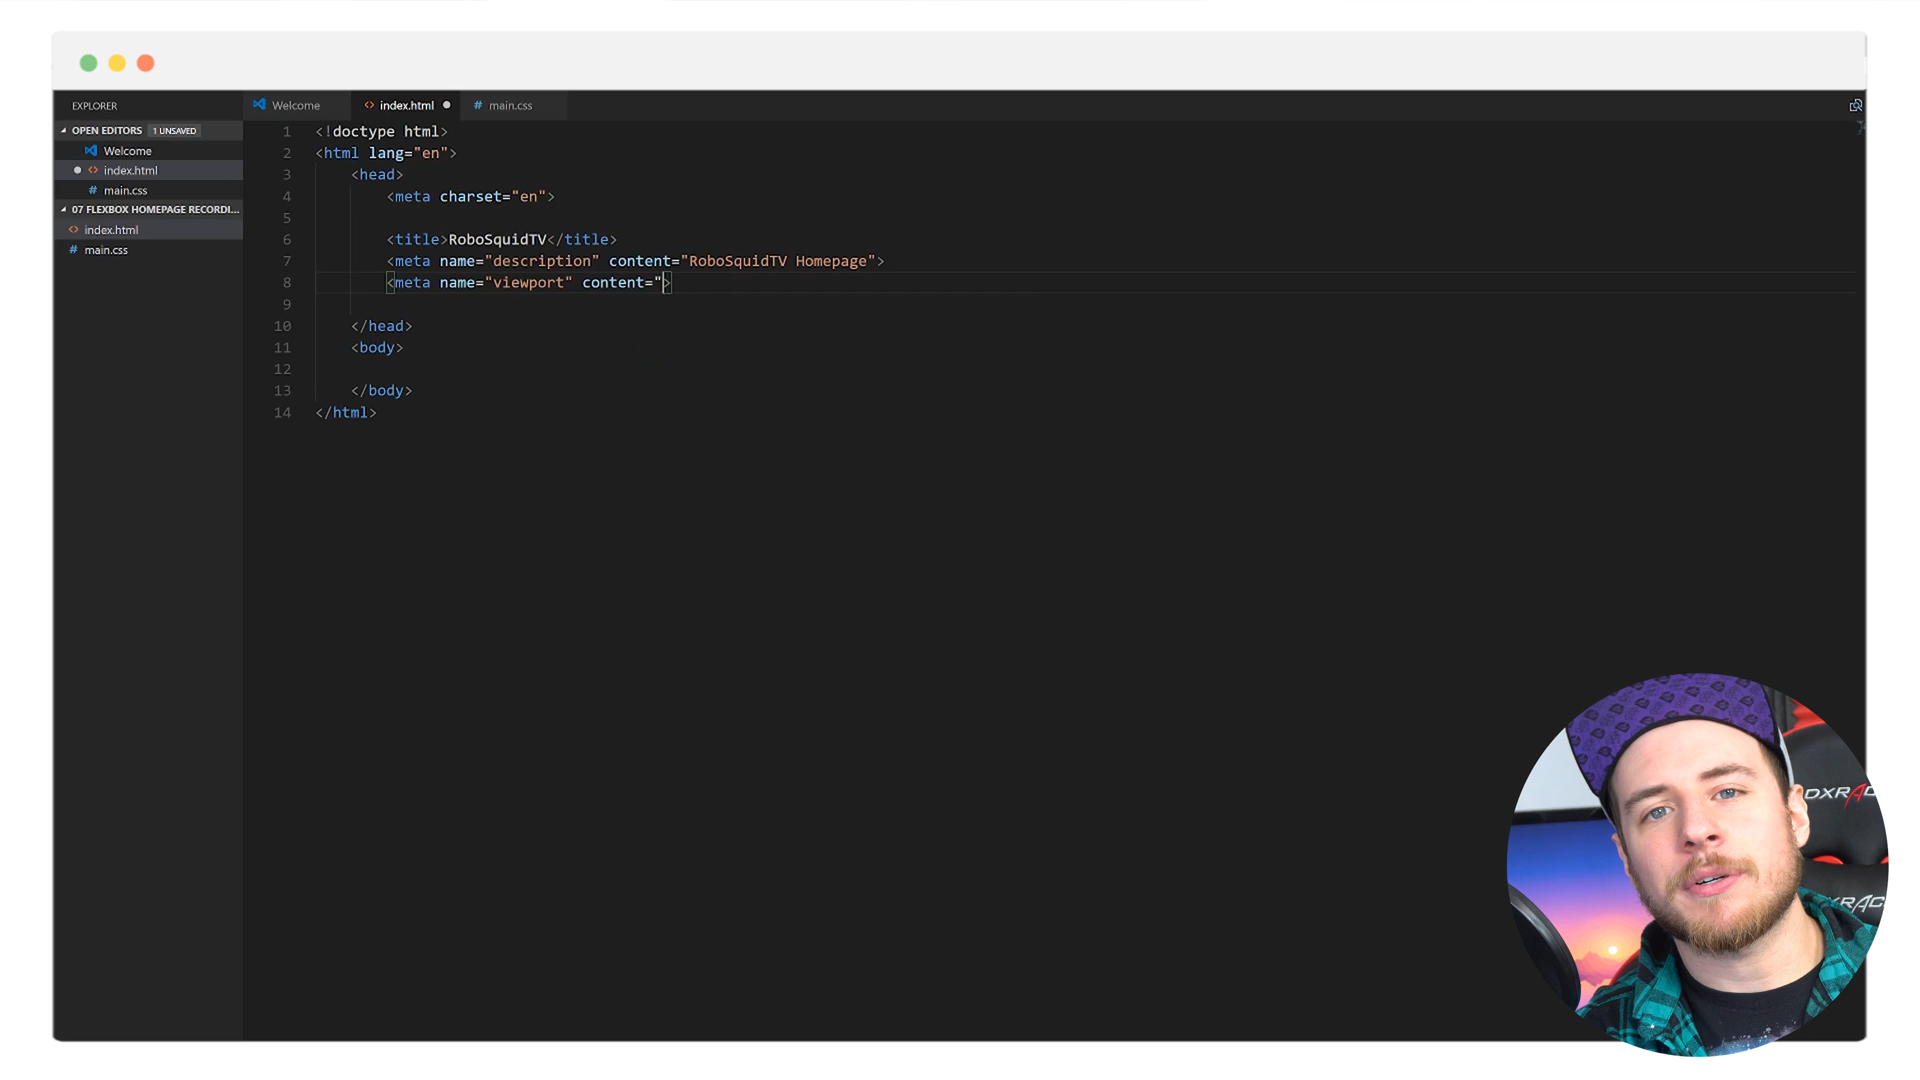 EXPLORER
OPEN EDITORS 1 UNSAVED
Welcome
index.html
main.css
07 FLEXBOX HOMEPAGE RECORDI...
index.html
main.css
Welcome
index.html
main.css
1 <!doctype html>
2 <html lang="en">
3 <head>
4 <meta charset="en">
5
6 <title>RoboSquidTV</title>
7 <meta name="description" content="RoboSquidTV Homepage">
8 <meta name="viewport" content=">
9
10 </head>
11 <body>
12
13 </body>
14 </html>
DXRAC
XRAC